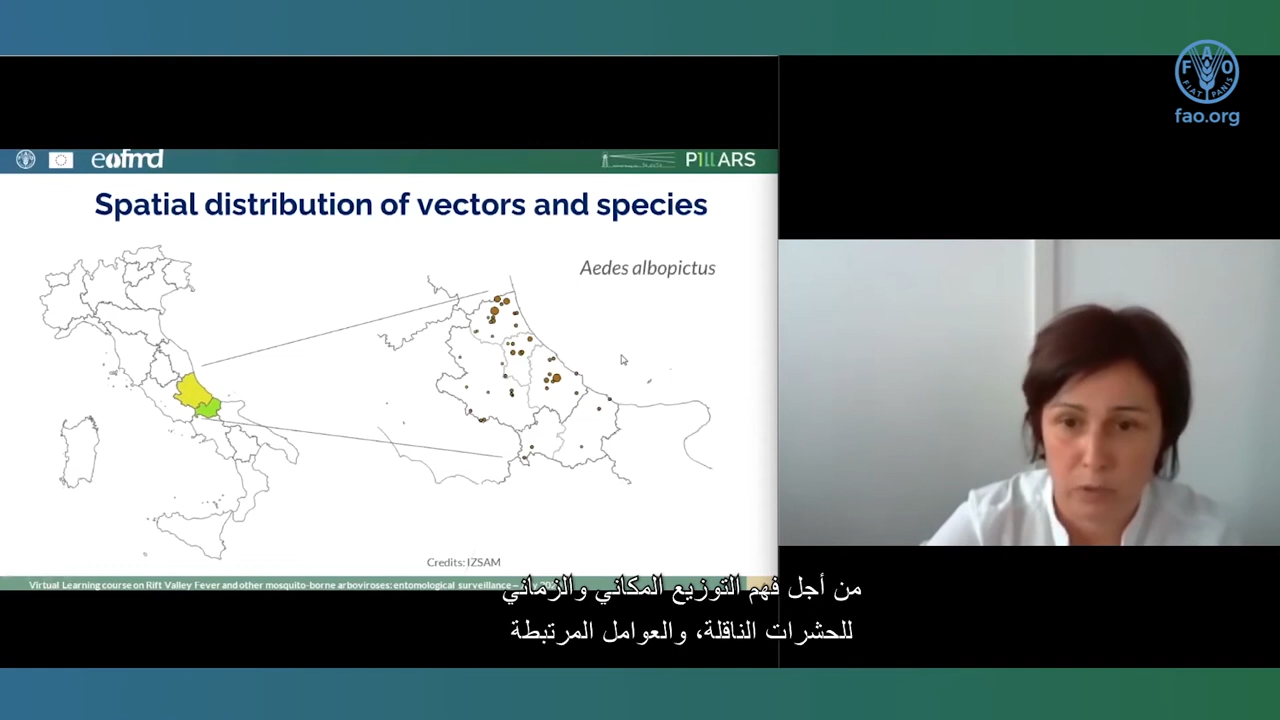 F A O
FIAT PANIS
fao.org
eofmd
PILLARS
Spatial distribution of vectors and species
Aedes albopictus
Credits: IZSAM
Virtual Learning course on Rift Valley Fever and other mosquito-borne arboviroses: entomological surveillance –
من أجل فهم التوزيع المكاني والزماني
للحشرات الناقلة، والعوامل المرتبطة